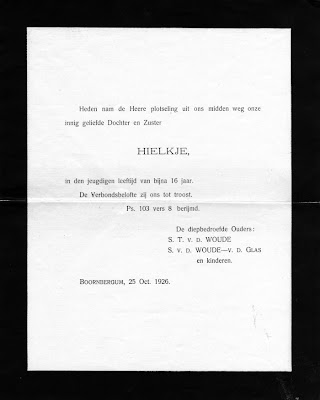 Heden nam de Heere plotseling uit ons midden weg onze
innig geliefde Dochter en Zuster
HIELKJE,
in den jeugdigen leeftijd van bijna 16 jaar.
De Verbondsbelofte zij ons tot troost.
Ps. 103 vers 8 berijmd.
De diepbedroefde Ouders:
S. T. v. d. WOUDE
S. v. d. WOUDE—v. d. GLAS
en kinderen.
BOORNBERGUM, 25 Oct. 1926.